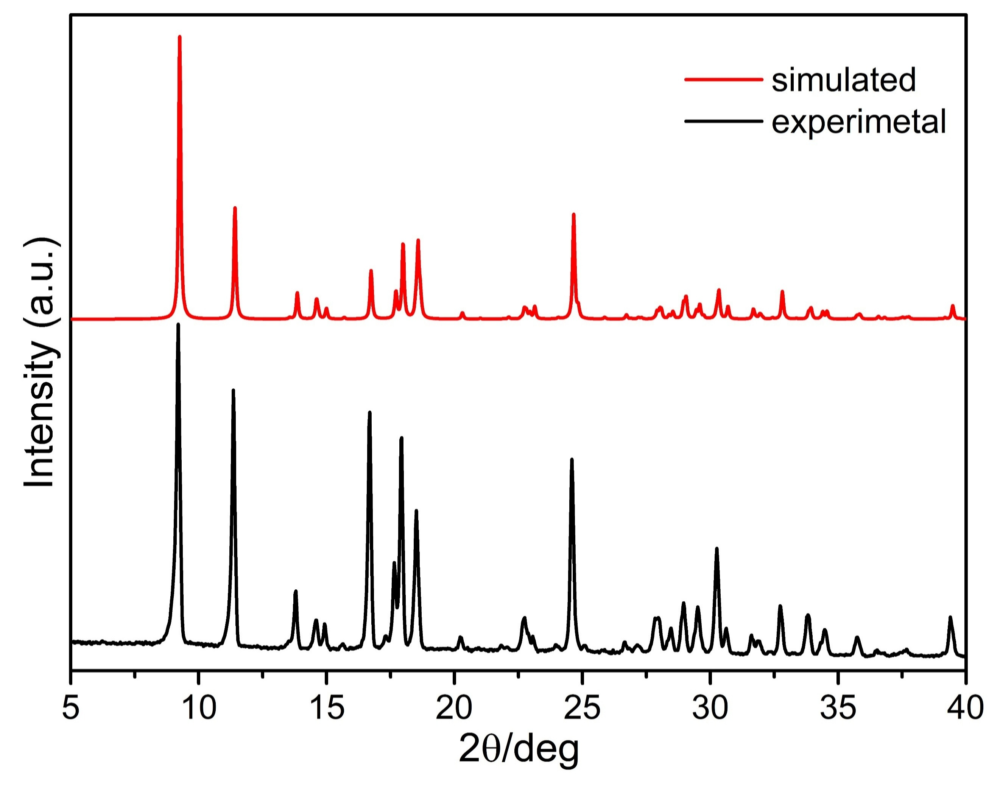 simulated
experimetal
Intensity (a.u.)
5 10 15 20 25 30 35 40
2θ/deg